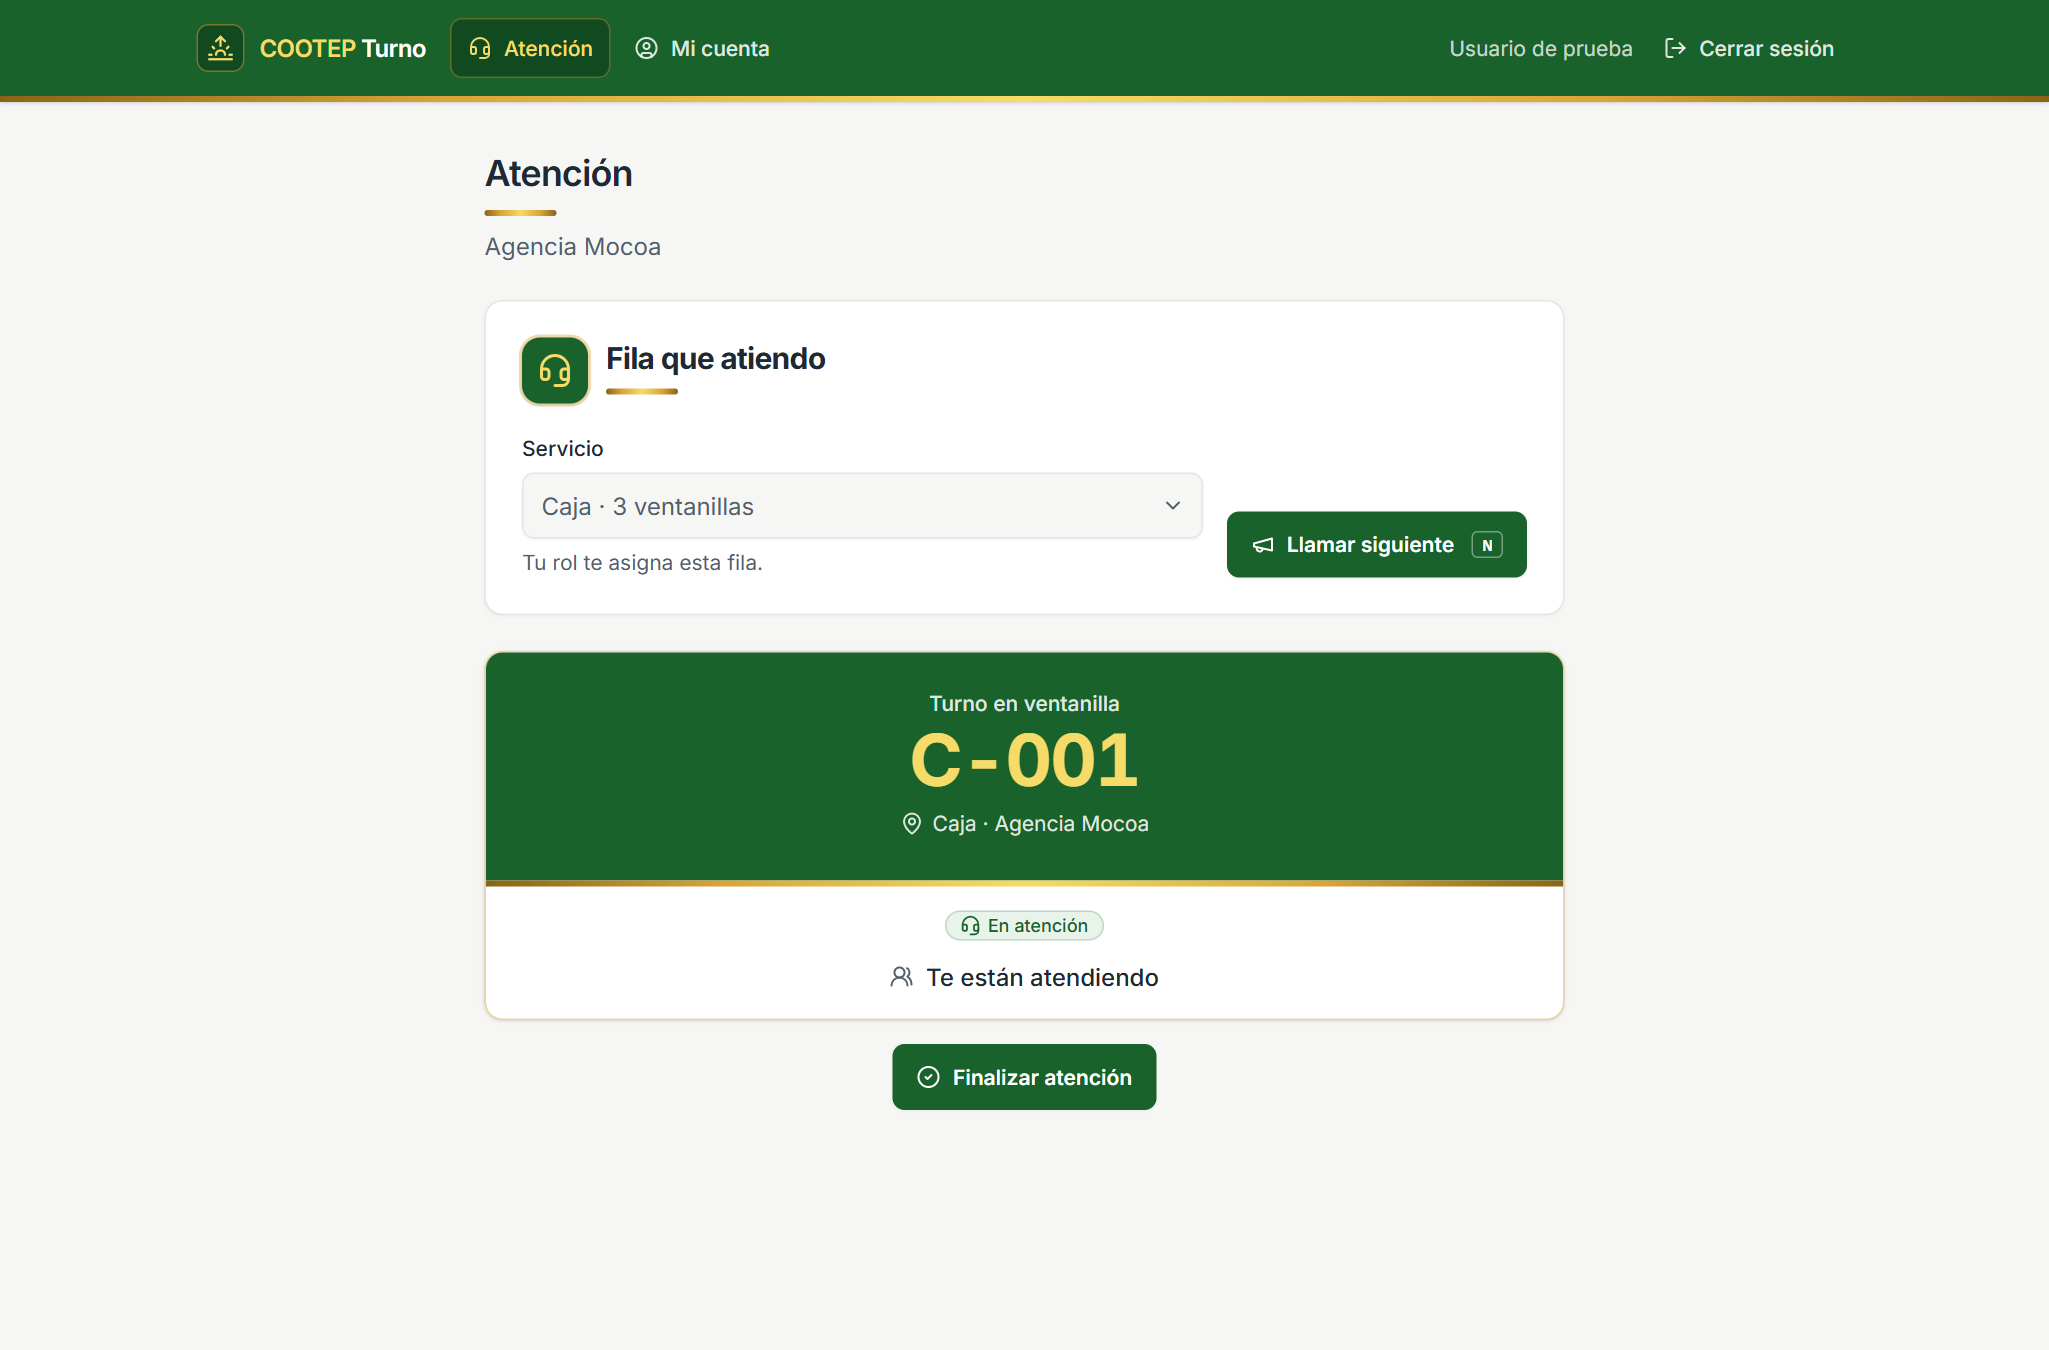 COOTEP Turno
Atención
Mi cuenta
Usuario de prueba
Cerrar sesión
Atención
Agencia Mocoa
Fila que atiendo
Servicio
Caja · 3 ventanillas
Tu rol te asigna esta fila.
Llamar siguiente N
Turno en ventanilla
C-001
Caja · Agencia Mocoa
En atención
Te están atendiendo
Finalizar atención